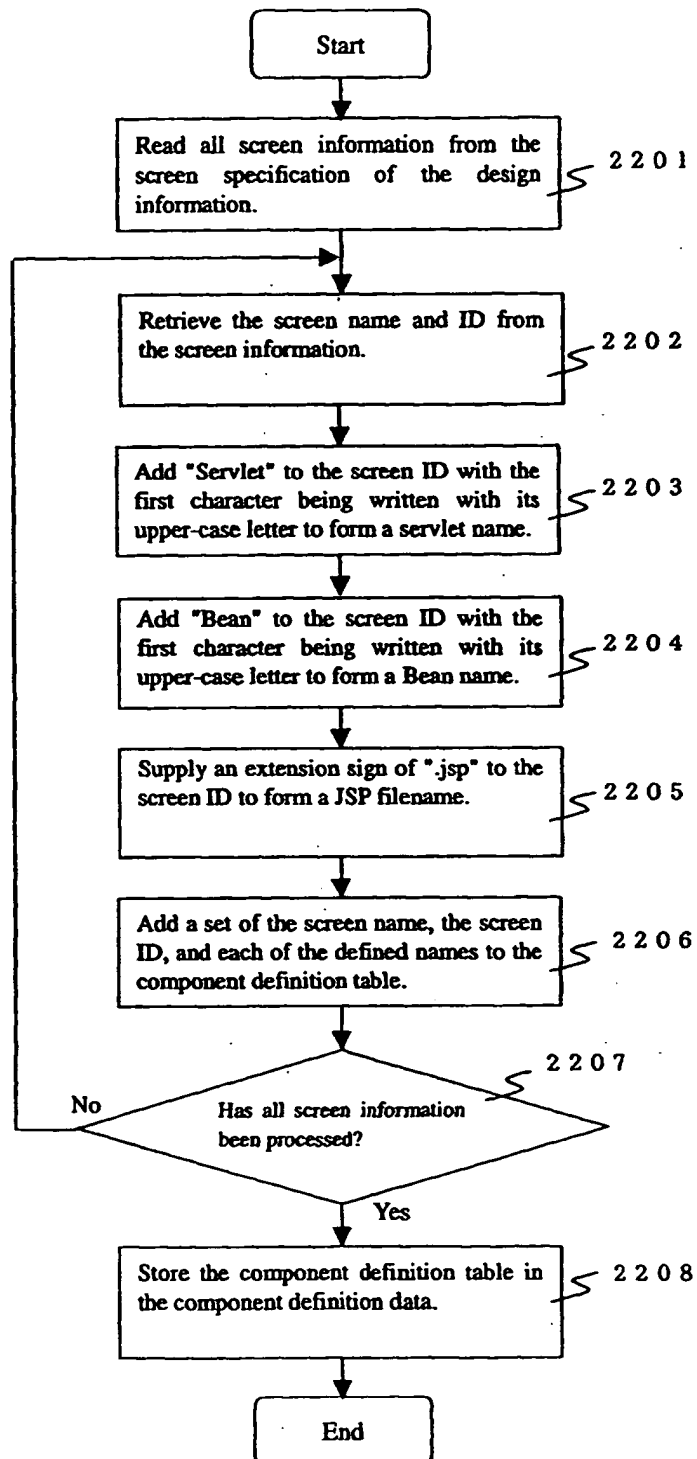 Start
Read all screen information from the
screen specification of the design
information.
2201
Retrieve the screen name and ID from
the screen information.
2202
Add "Servlet" to the screen ID with the
first character being written with its
upper-case letter to form a servlet name.
2203
Add "Bean" to the screen ID with the
first character being written with its
upper-case letter to form a Bean name.
2204
Supply an extension sign of ".jsp" to the
screen ID to form a JSP filename.
2205
Add a set of the screen name, the screen
ID, and each of the defined names to the
component definition table.
2206
2207
No
Has all screen information
been processed?
Yes
Store the component definition table in
the component definition data.
2208
End